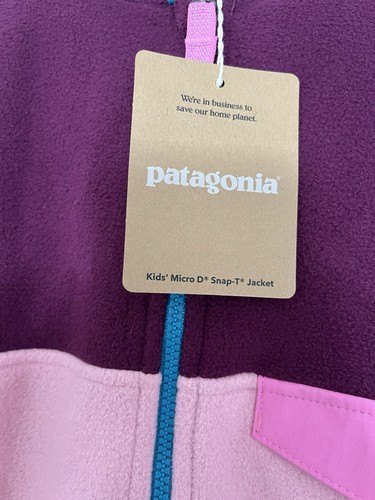 We're in business to
save our home planet.
patagonia®
Kids' Micro D® Snap-T® Jacket